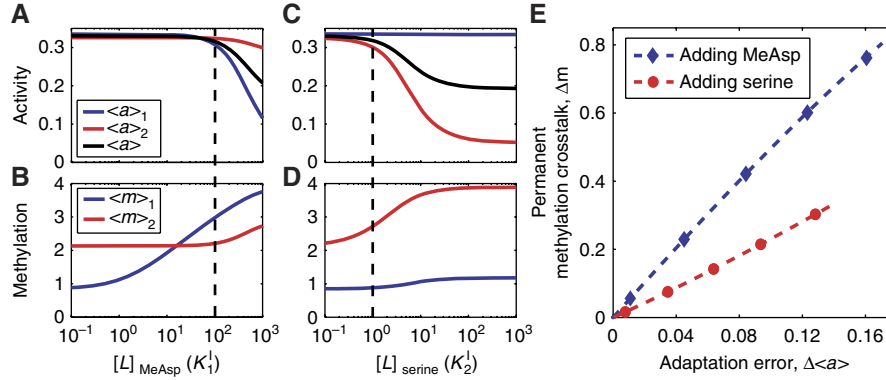 A
Activity
0.3
0.2
0.1
0
<a>₁
<a>₂
<a>
B
Methylation
4
3
2
1
0
<m>₁
<m>₂
10⁻¹ 10⁰ 10¹ 10² 10³
[L] MeAsp (K₁ᴵ)
C
0.3
0.2
0.1
0
D
4
3
2
1
0
10⁻¹ 10⁰ 10¹ 10² 10³
[L] serine (K₂ᴵ)
E
Permanent
methylation crosstalk, Δm
0.8
0.6
0.4
0.2
0
Adding MeAsp
Adding serine
0 0.04 0.08 0.12 0.16
Adaptation error, Δ<a>